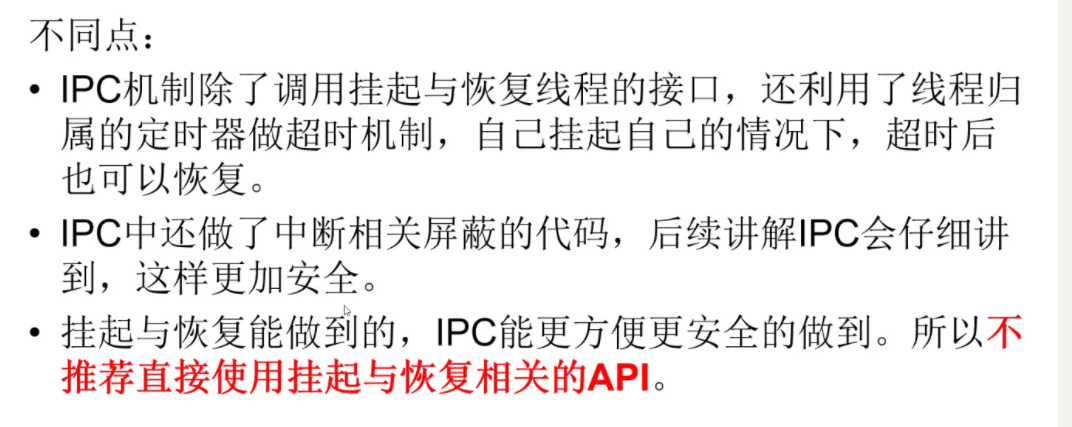 不同点：
• IPC机制除了调用挂起与恢复线程的接口，还利用了线程归
属的定时器做超时机制，自己挂起自己的情况下，超时后
也可以恢复。
• IPC中还做了中断相关屏蔽的代码，后续讲解IPC会仔细讲
到，这样更加安全。
• 挂起与恢复能做到的，IPC能更方便更安全的做到。所以不
推荐直接使用挂起与恢复相关的API。